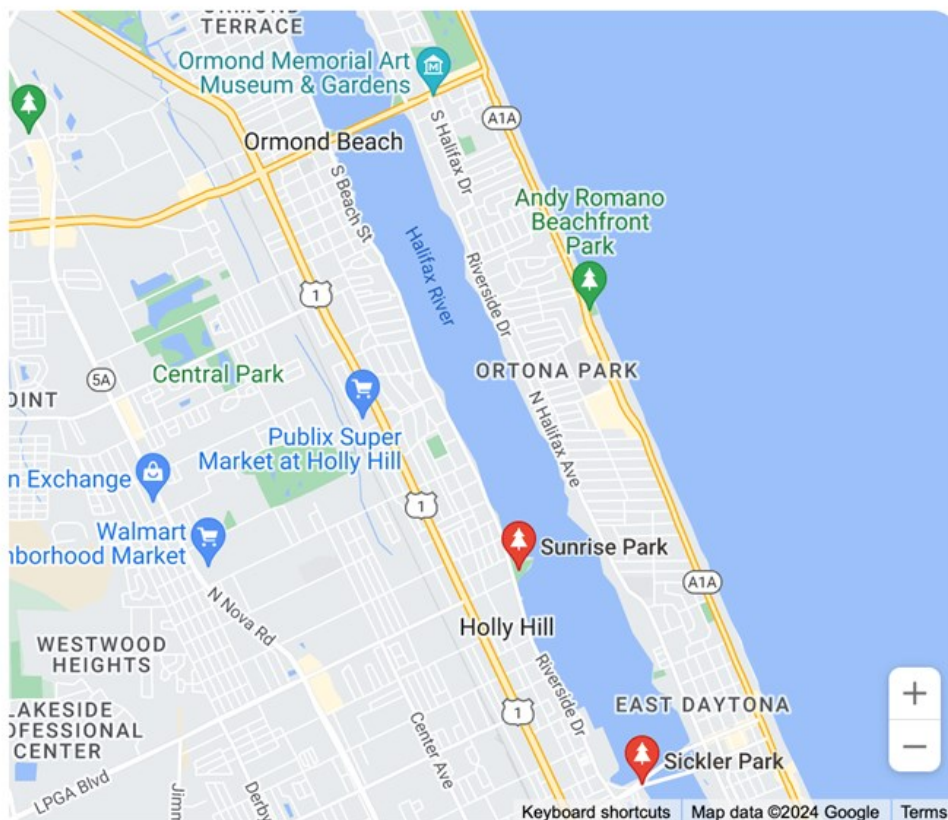 ORMOND
TERRACE
Ormond Memorial Art
Museum & Gardens
A1A
Ormond Beach
S Halifax Dr
S Beach St
Andy Romano
Beachfront
Park
Halifax River
Riverside Dr
1
ORTONA PARK
Central Park
5A
OINT
N Halifax Ave
Publix Super
Market at Holly Hill
n Exchange
1
Walmart
nborhood Market
Sunrise Park
A1A
N Nova Rd
Holly Hill
WESTWOOD
HEIGHTS
Riverside Dr
EAST DAYTONA
LAKESIDE
OFESSIONAL
CENTER
1
Center Ave
Sickler Park
LPGA Blvd
Jimm
Derby
+
−
Keyboard shortcuts
Map data ©2024 Google
Terms